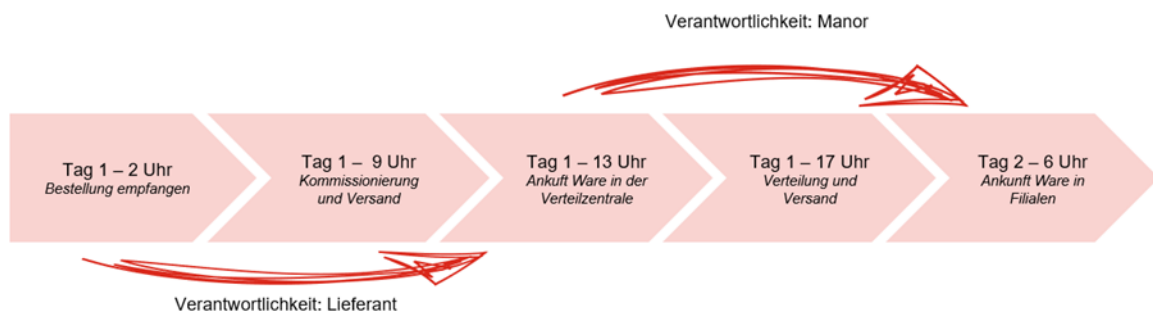 Verantwortlichkeit: Manor
Tag 1 – 2 Uhr
Bestellung empfangen
Tag 1 – 9 Uhr
Kommissionierung
und Versand
Tag 1 – 13 Uhr
Ankuft Ware in der
Verteilzentrale
Tag 1 – 17 Uhr
Verteilung und
Versand
Tag 2 – 6 Uhr
Ankunft Ware in
Filialen
Verantwortlichkeit: Lieferant